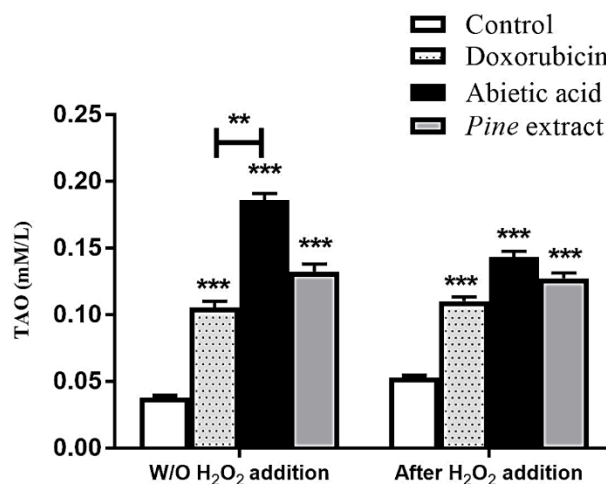 Control
Doxorubicin
Abietic acid
Pine extract
TAO (mM/L)
0.25
0.20
0.15
0.10
0.05
0.00
**
***
***
***
***
***
***
W/O H₂O₂ addition
After H₂O₂ addition